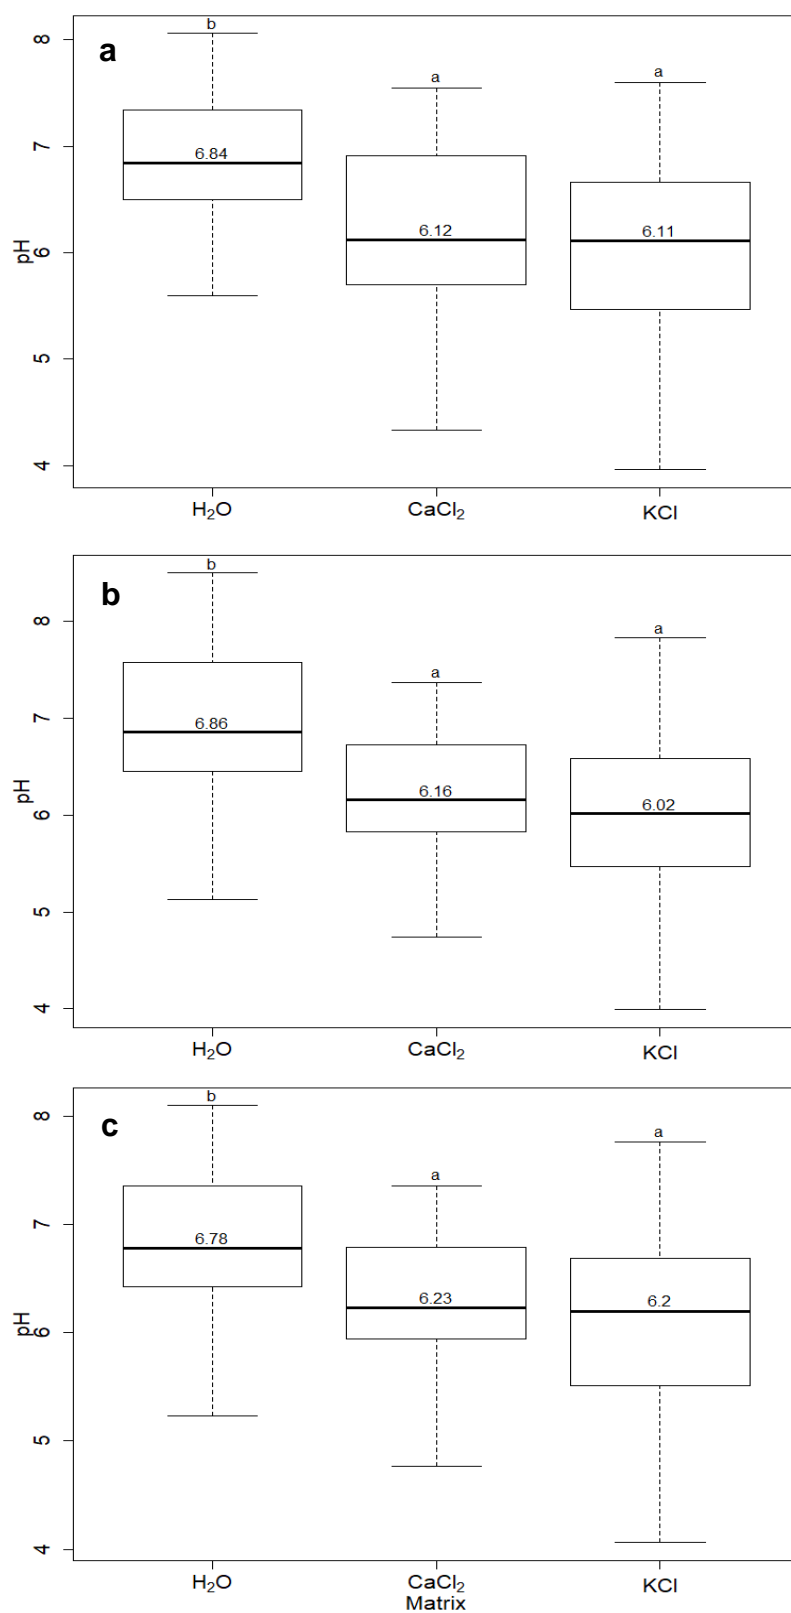 a
b
a
a
8
7
6
5
4
pH
6.84
6.12
6.11
H₂O
CaCl₂
KCl
b
b
a
a
8
7
6
5
4
pH
6.86
6.16
6.02
H₂O
CaCl₂
KCl
c
b
a
a
8
7
6
5
4
pH
6.78
6.23
6.2
H₂O
CaCl₂
KCl
Matrix